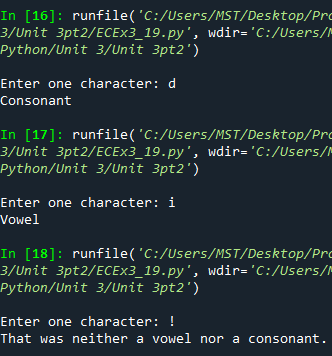 In [16]: runfile('C:/Users/MST/Desktop/Pro
3/Unit 3pt2/ECEx3_19.py', wdir='C:/Users/M
Python/Unit 3/Unit 3pt2')
Enter one character: d
Consonant
In [17]: runfile('C:/Users/MST/Desktop/Pro
3/Unit 3pt2/ECEx3_19.py', wdir='C:/Users/M
Python/Unit 3/Unit 3pt2')
Enter one character: i
Vowel
In [18]: runfile('C:/Users/MST/Desktop/Pro
3/Unit 3pt2/ECEx3_19.py', wdir='C:/Users/M
Python/Unit 3/Unit 3pt2')
Enter one character: !
That was neither a vowel nor a consonant.